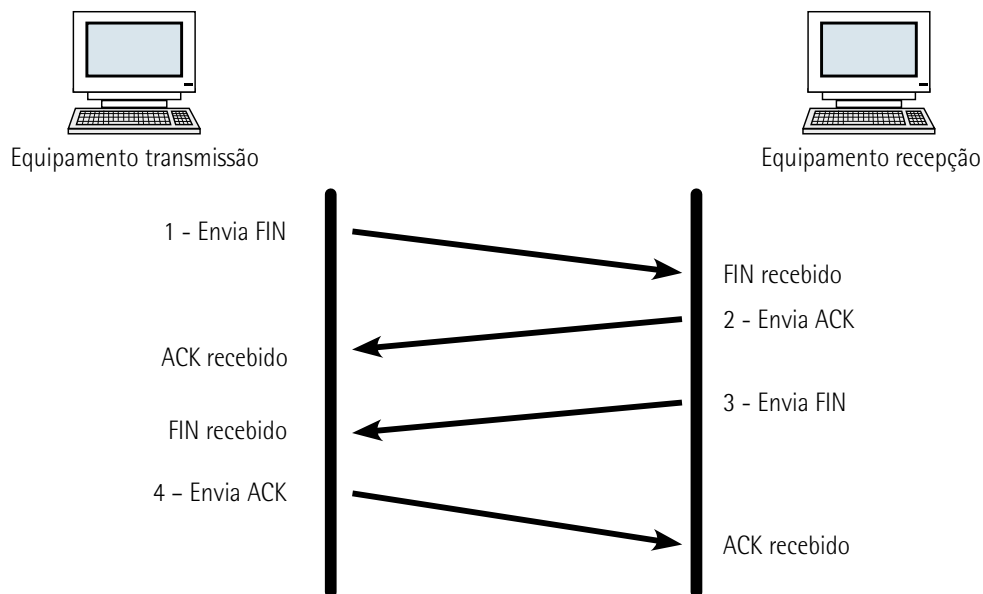 Equipamento transmissão
Equipamento recepção
1 - Envia FIN
FIN recebido
2 - Envia ACK
ACK recebido
3 - Envia FIN
FIN recebido
4 – Envia ACK
ACK recebido